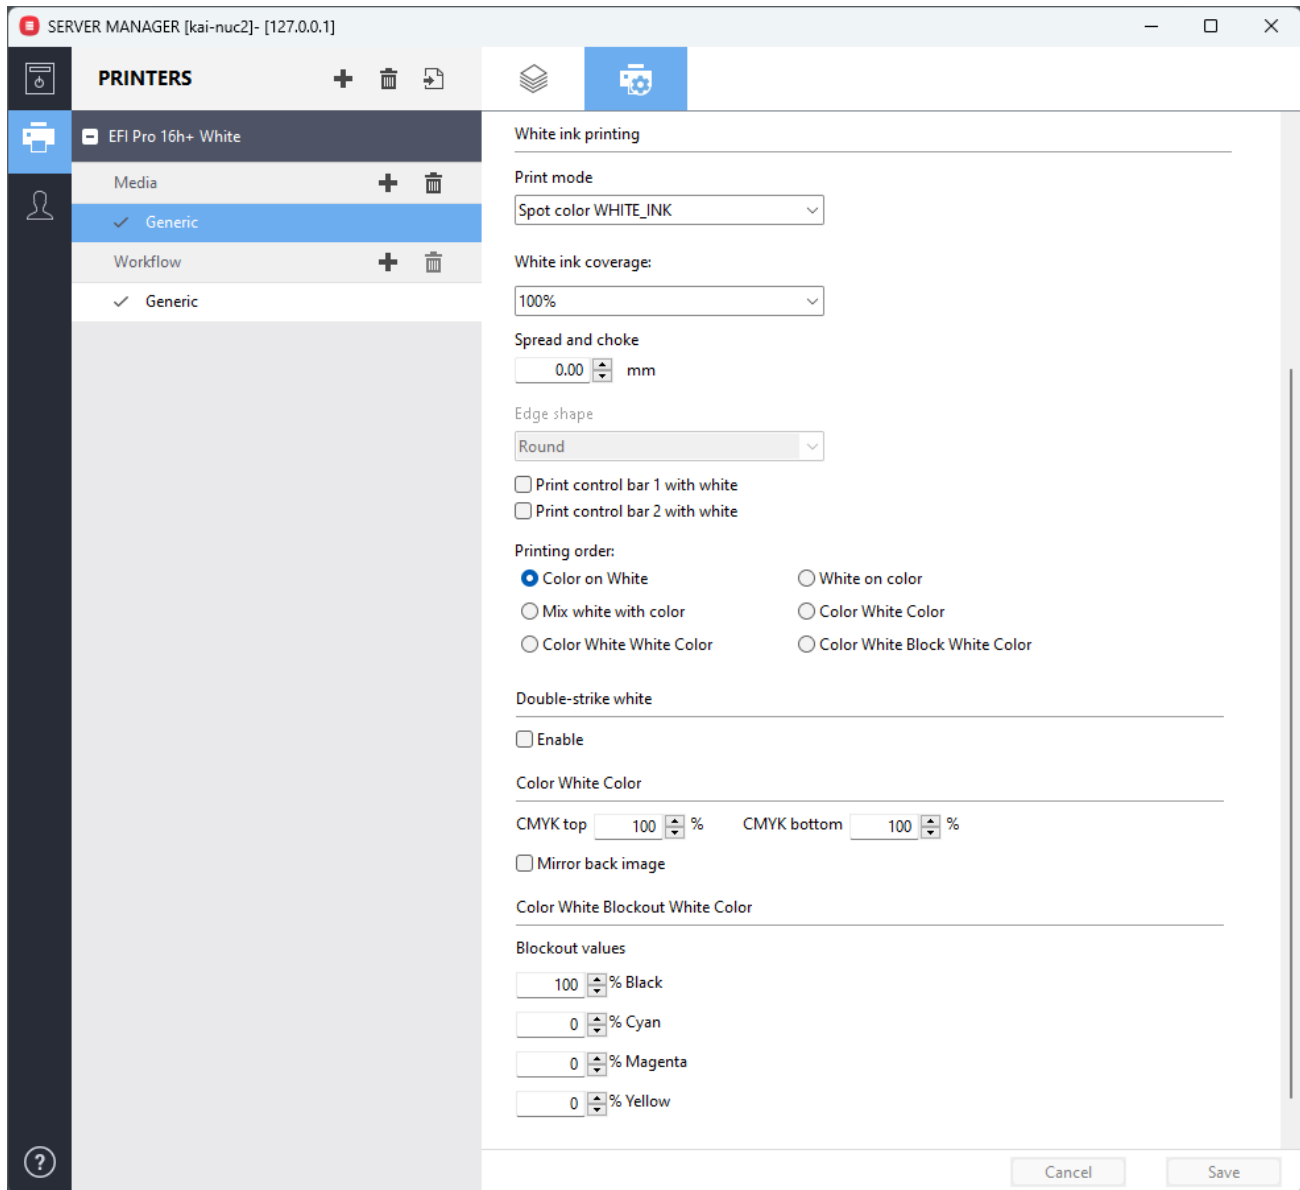 SERVER MANAGER [kai-nuc2]- [127.0.0.1]
PRINTERS
EFI Pro 16h+ White
Media
Generic
Workflow
Generic
White ink printing
Print mode
Spot color WHITE_INK
White ink coverage:
100%
Spread and choke
0.00 mm
Edge shape
Round
Print control bar 1 with white
Print control bar 2 with white
Printing order:
Color on White White on color
Mix white with color Color White Color
Color White White Color Color White Block White Color
Double-strike white
Enable
Color White Color
CMYK top 100 % CMYK bottom 100 %
Mirror back image
Color White Blockout White Color
Blockout values
100 % Black
0 % Cyan
0 % Magenta
0 % Yellow
?
Cancel Save